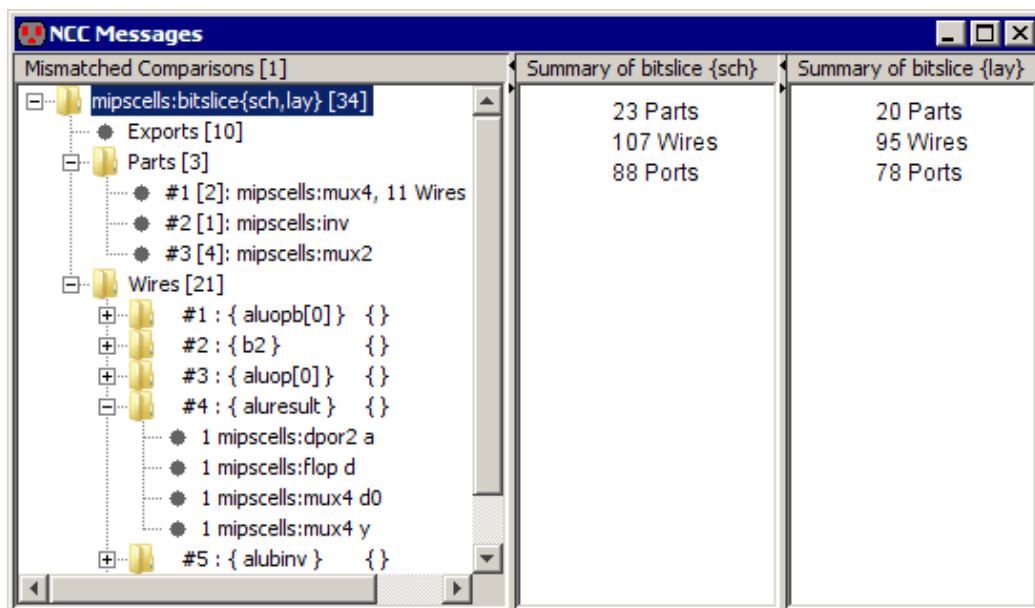 NCC Messages
Mismatched Comparisons [1]
mipscells:bitslice{sch,lay} [34]
Exports [10]
Parts [3]
#1 [2]: mipscells:mux4, 11 Wires
#2 [1]: mipscells:inv
#3 [4]: mipscells:mux2
Wires [21]
#1 : { aluopb[0] } { }
#2 : { b2 } { }
#3 : { aluop[0] } { }
#4 : { aluresult } { }
1 mipscells:dpor2 a
1 mipscells:flop d
1 mipscells:mux4 d0
1 mipscells:mux4 y
#5 : { alubinv } { }
Summary of bitslice {sch}
23 Parts
107 Wires
88 Ports
Summary of bitslice {lay}
20 Parts
95 Wires
78 Ports